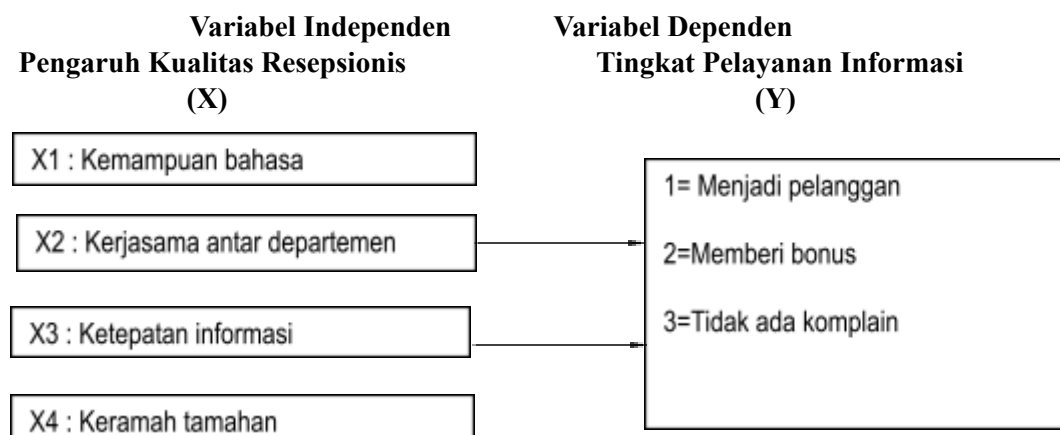 Variabel Independen Variabel Dependen
Pengaruh Kualitas Resepsionis Tingkat Pelayanan Informasi
(X) (Y)
X1 : Kemampuan bahasa
X2 : Kerjasama antar departemen
X3 : Ketepatan informasi
X4 : Keramah tamahan
1= Menjadi pelanggan
2=Memberi bonus
3=Tidak ada komplain